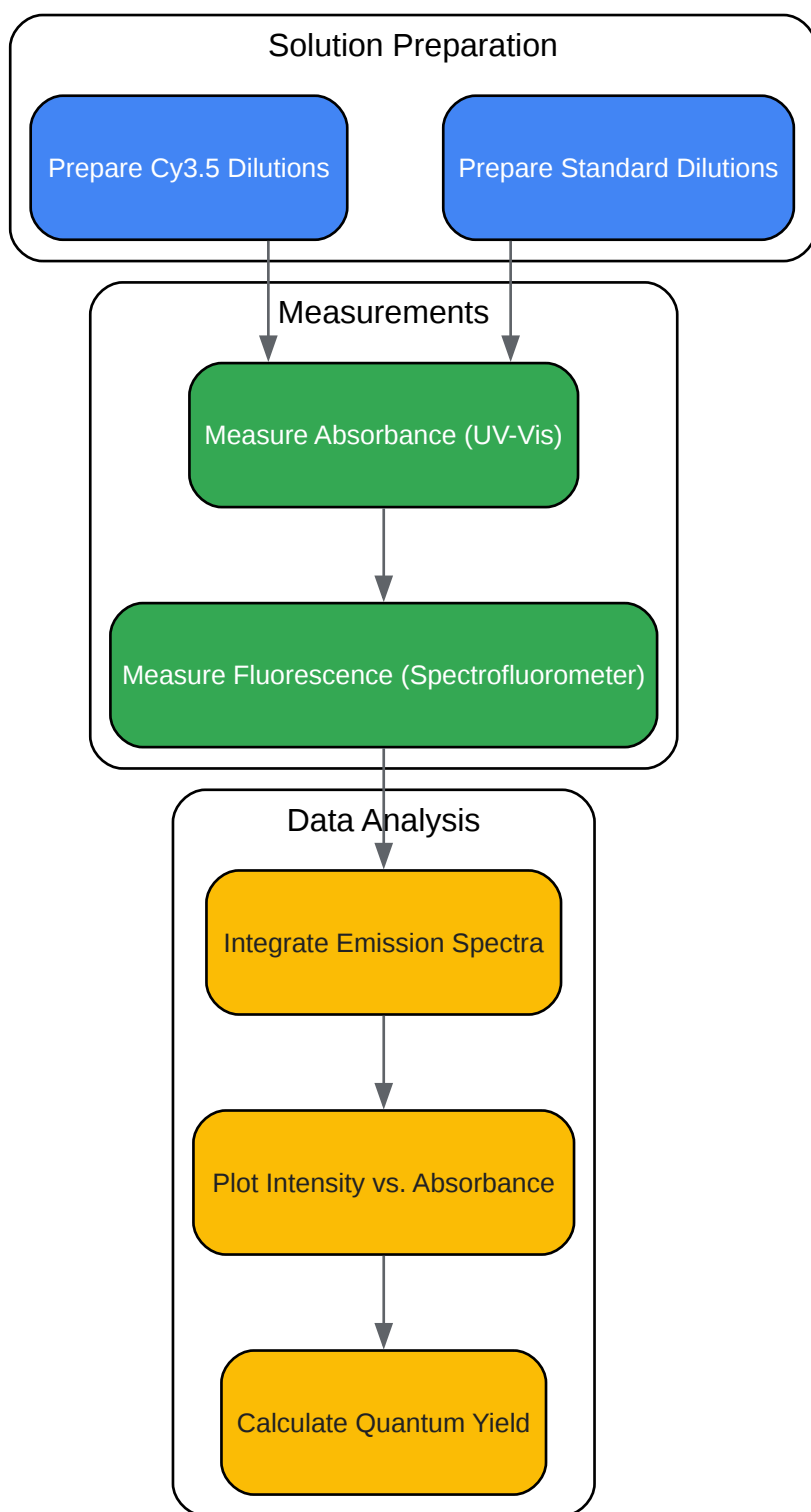 Solution Preparation
Prepare Cy3.5 Dilutions
Prepare Standard Dilutions
Measurements
Measure Absorbance (UV-Vis)
Measure Fluorescence (Spectrofluorometer)
Data Analysis
Integrate Emission Spectra
Plot Intensity vs. Absorbance
Calculate Quantum Yield